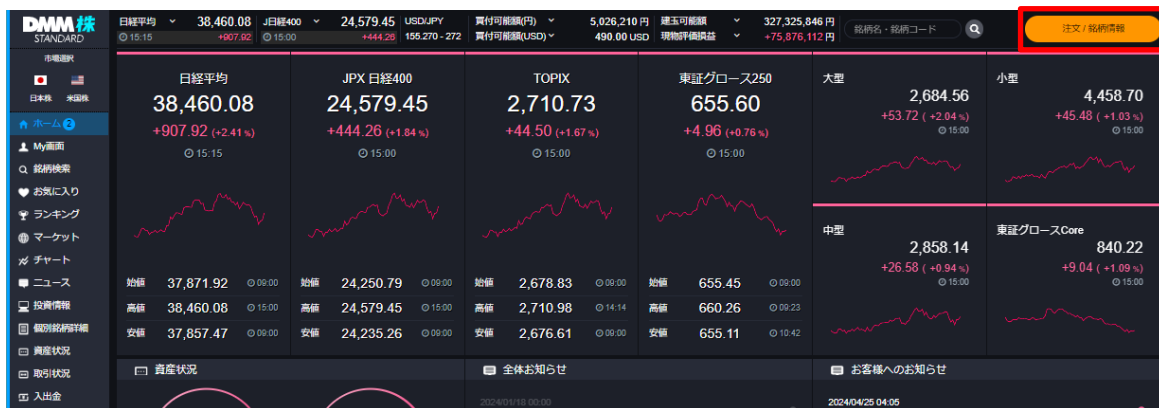 DMM 株
STANDARD
日経平均 38,460.08 J日経400 24,579.45 USD/JPY 買付可能額(円) 5,026,210 円 建玉可能額 327,325,846 円 銘柄名・銘柄コード 注文 / 銘柄情報
15:15 +907.92 15:00 +444.26 155.270 - 272 買付可能額(USD) 490.00 USD 現物評価損益 +75,876,112 円
市場選択
日本株 米国株
ホーム 2
My画面
銘柄検索
お気に入り
ランキング
マーケット
チャート
ニュース
投資情報
個別銘柄詳細
資産状況
取引状況
入出金
日経平均
38,460.08
+907.92 (+2.41 %)
15:15
始値 37,871.92 09:00
高値 38,460.08 15:00
安値 37,857.47 09:00
JPX 日経400
24,579.45
+444.26 (+1.84 %)
15:00
始値 24,250.79 09:00
高値 24,579.45 15:00
安値 24,235.26 09:00
TOPIX
2,710.73
+44.50 (+1.67 %)
15:00
始値 2,678.83 09:00
高値 2,710.98 14:14
安値 2,676.61 09:00
東証グロース250
655.60
+4.96 (+0.76 %)
15:00
始値 655.45 09:00
高値 660.26 09:23
安値 655.11 10:42
大型
2,684.56
+53.72 ( +2.04 %)
15:00
小型
4,458.70
+45.48 ( +1.03 %)
15:00
中型
2,858.14
+26.58 ( +0.94 %)
15:00
東証グロースCore
840.22
+9.04 ( +1.09 %)
15:00
資産状況
全体お知らせ
2024/01/18 00:00
お客様へのお知らせ
2024/04/25 04:05